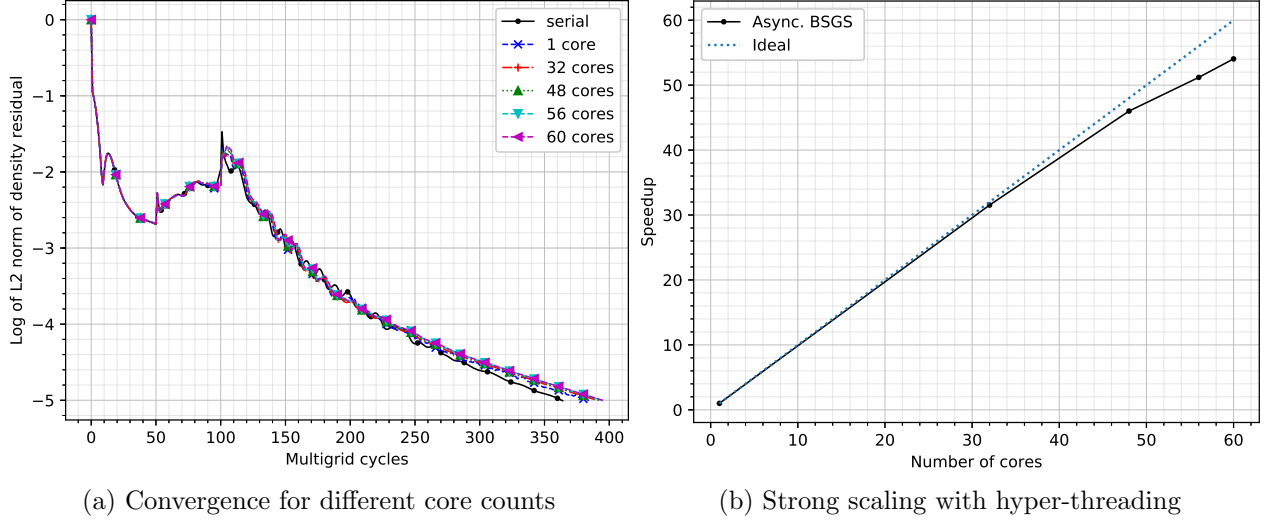 0
−1
−2
−3
−4
−5
Log of L2 norm of density residual
0 50 100 150 200 250 300 350 400
Multigrid cycles
serial
1 core
32 cores
48 cores
56 cores
60 cores
(a) Convergence for different core counts
60
50
40
30
20
10
0
Speedup
0 10 20 30 40 50 60
Number of cores
Async. BSGS
Ideal
(b) Strong scaling with hyper-threading